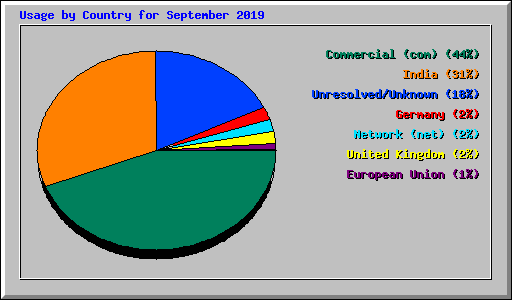 Usage by Country for September 2019
Commercial (com) (44%)
India (31%)
Unresolved/Unknown (18%)
Germany (2%)
Network (net) (2%)
United Kingdom (2%)
European Union (1%)